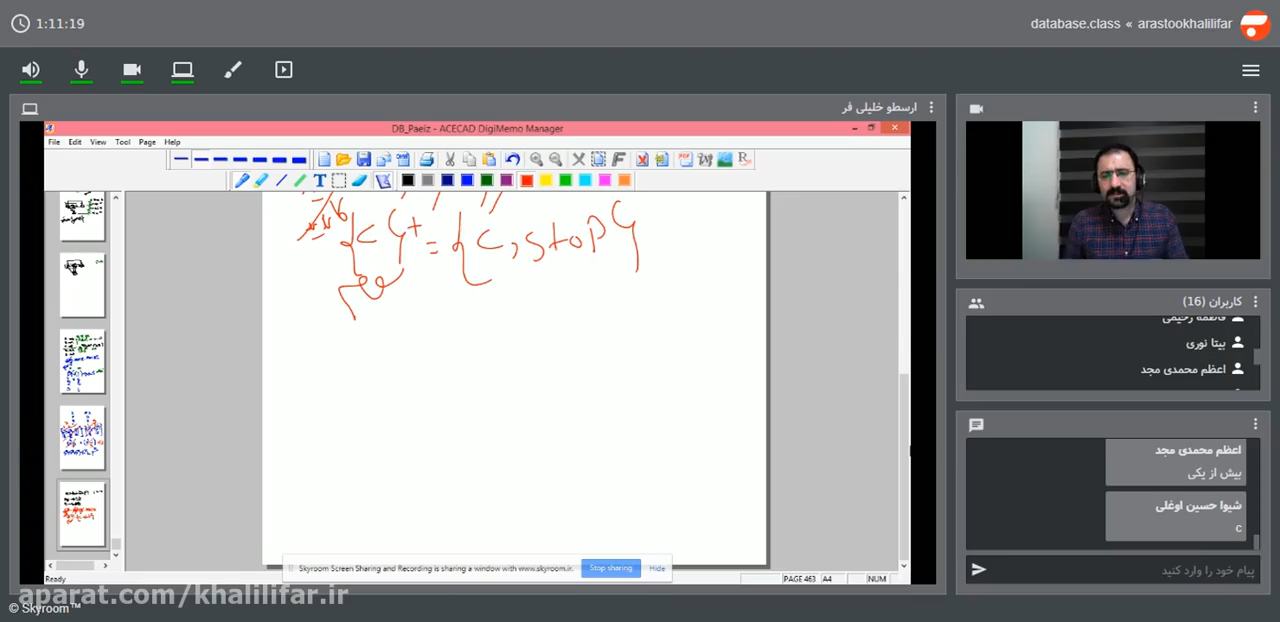 1:11:19
database.class « arastookhalilifar
ارسطو خلیلی فر
DB_Paeiz - ACECAD DigiMemo Manager
File Edit View Tool Page Help
{C}+ = {C, stop}
Skyroom Screen Sharing and Recording is sharing a window with www.skyroom.ir.
Stop sharing
Hide
Ready
PAGE 463 A4 NUM
کاربران (16)
فاطمه رحیمی
بیتا نوری
اعظم محمدی مجد
اعظم محمدی مجد
بیش از یکی
شیوا حسین اوغلی
c
پیام خود را وارد کنید
© Skyroom™
aparat.com/khalilifar.ir